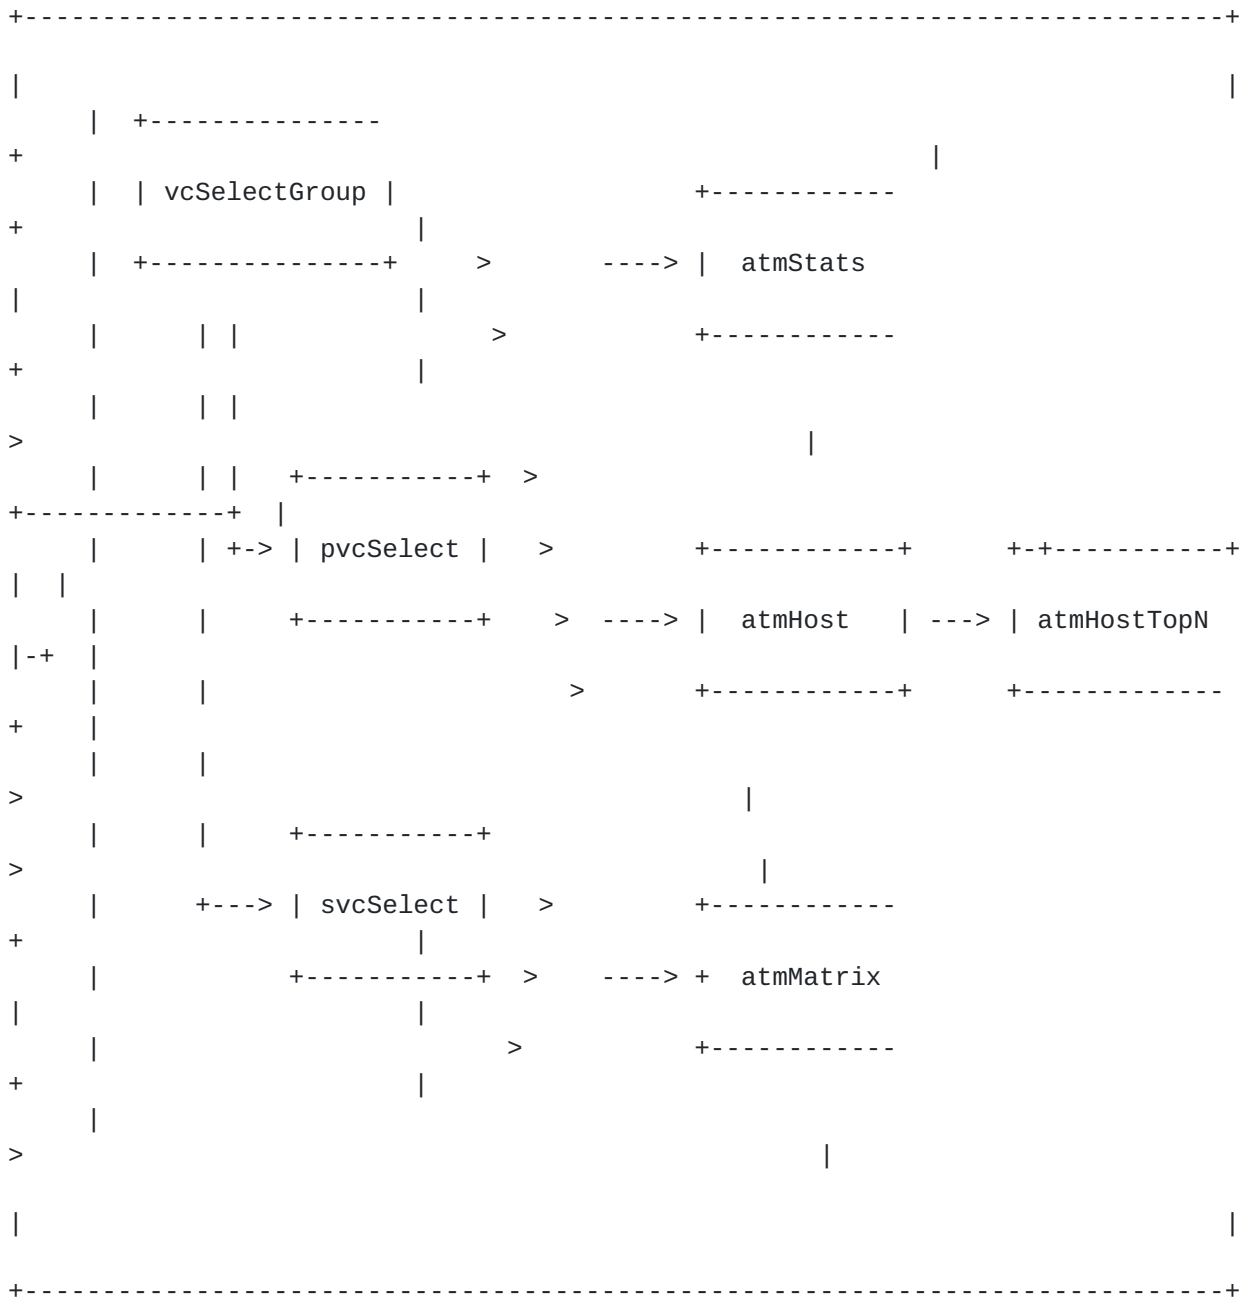 +-----------------------------------------------------------------------------+
|                                                                              |
     |  +---------------
+                                                          |
     |  | vcSelectGroup |                   +------------
+                         |
     |  +---------------+     >       ----> |  atmStats
|                         |
     |      | |                >            +------------
+                         |
     |      | |
>                                                  |
     |      | |   +-----------+  >
+-------------+  |
     |      | +-> | pvcSelect |   >         +------------+      +-+-----------+
|  |
     |      |     +-----------+    >  ----> |  atmHost   | ---> | atmHostTopN
|-+  |
     |      |                       >       +------------+      +-------------
+    |
     |      |
>                                              |
     |      |     +-----------+
>                                               |
     |      +---> | svcSelect |   >         +------------
+                         |
     |            +-----------+  >    ----> +  atmMatrix
|                         |
     |                          >           +------------
+                         |
     |
>                                                   |
|                                                                              |
+-----------------------------------------------------------------------------+